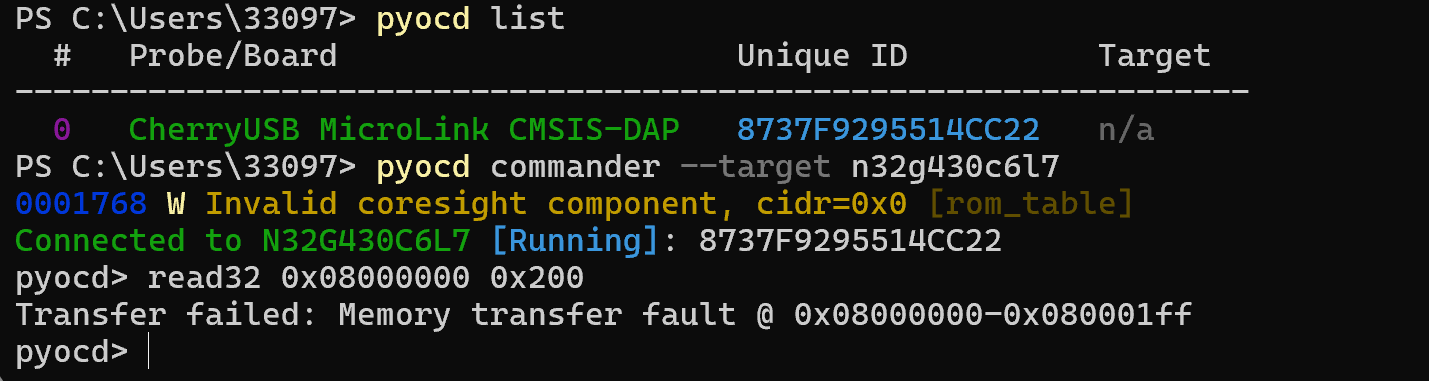 PS C:\Users\33097> pyocd list
  #   Probe/Board                     Unique ID          Target
-----------------------------------------------------------------
  0   CherryUSB MicroLink CMSIS-DAP   8737F9295514CC22   n/a
PS C:\Users\33097> pyocd commander --target n32g430c6l7
0001768 W Invalid coresight component, cidr=0x0 [rom_table]
Connected to N32G430C6L7 [Running]: 8737F9295514CC22
pyocd> read32 0x08000000 0x200
Transfer failed: Memory transfer fault @ 0x08000000-0x080001ff
pyocd>